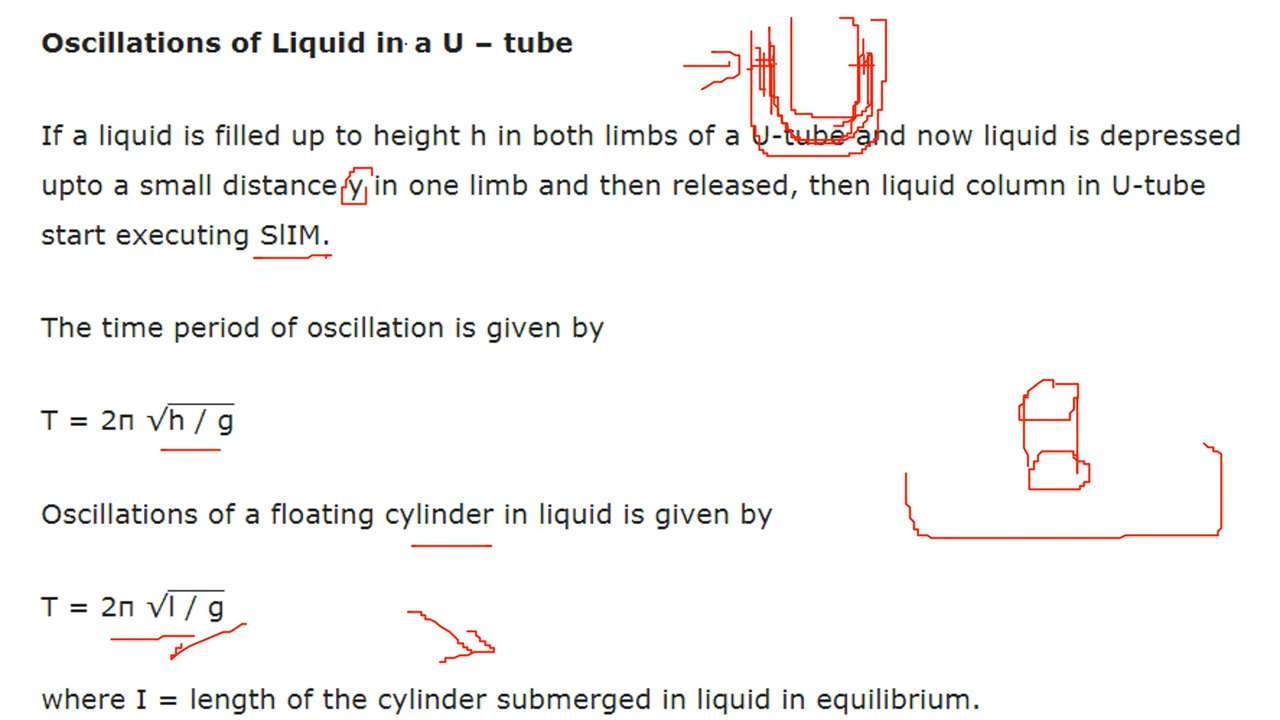 Oscillations of Liquid in a U – tube
If a liquid is filled up to height h in both limbs of a U-tube and now liquid is depressed
upto a small distance y in one limb and then released, then liquid column in U-tube
start executing SlIM.
The time period of oscillation is given by
T = 2п √h / g
Oscillations of a floating cylinder in liquid is given by
T = 2п √l / g
where I = length of the cylinder submerged in liquid in equilibrium.